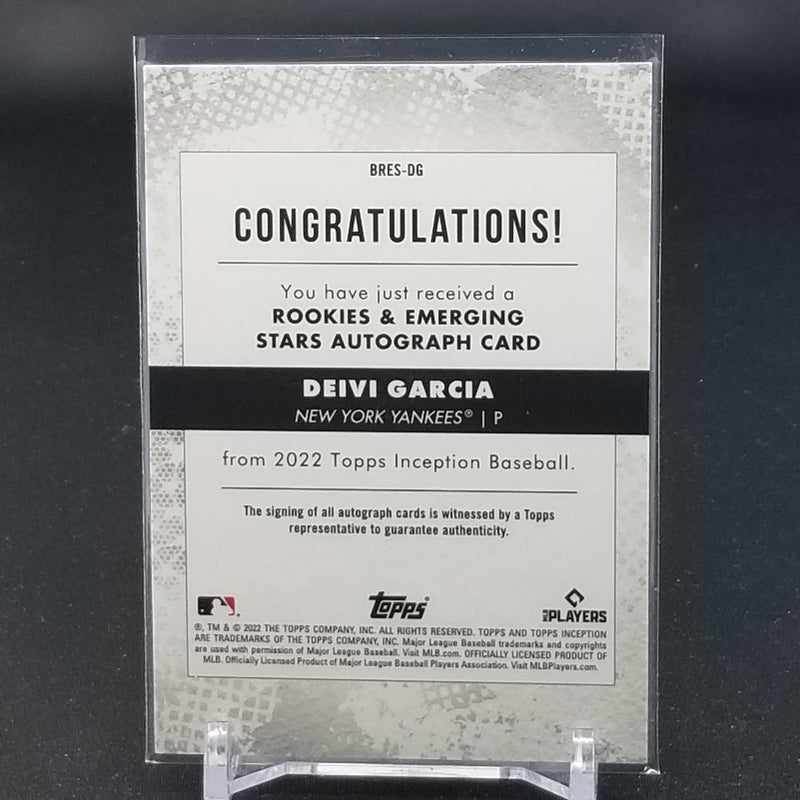 BRES-DG
CONGRATULATIONS!
You have just received a
ROOKIES & EMERGING
STARS AUTOGRAPH CARD
DEIVI GARCIA
NEW YORK YANKEES® | P
from 2022 Topps Inception Baseball.
The signing of all autograph cards is witnessed by a Topps
representative to guarantee authenticity.
topps®
MLB PLAYERS
®, TM & © 2022 THE TOPPS COMPANY, INC. ALL RIGHTS RESERVED. TOPPS AND TOPPS INCEPTION
ARE TRADEMARKS OF THE TOPPS COMPANY, INC. Major League Baseball trademarks and copyrights
are used with permission of Major League Baseball. Visit MLB.com. OFFICIALLY LICENSED PRODUCT OF
MLB. Officially Licensed Product of Major League Baseball Players Association. Visit MLBPlayers.com.